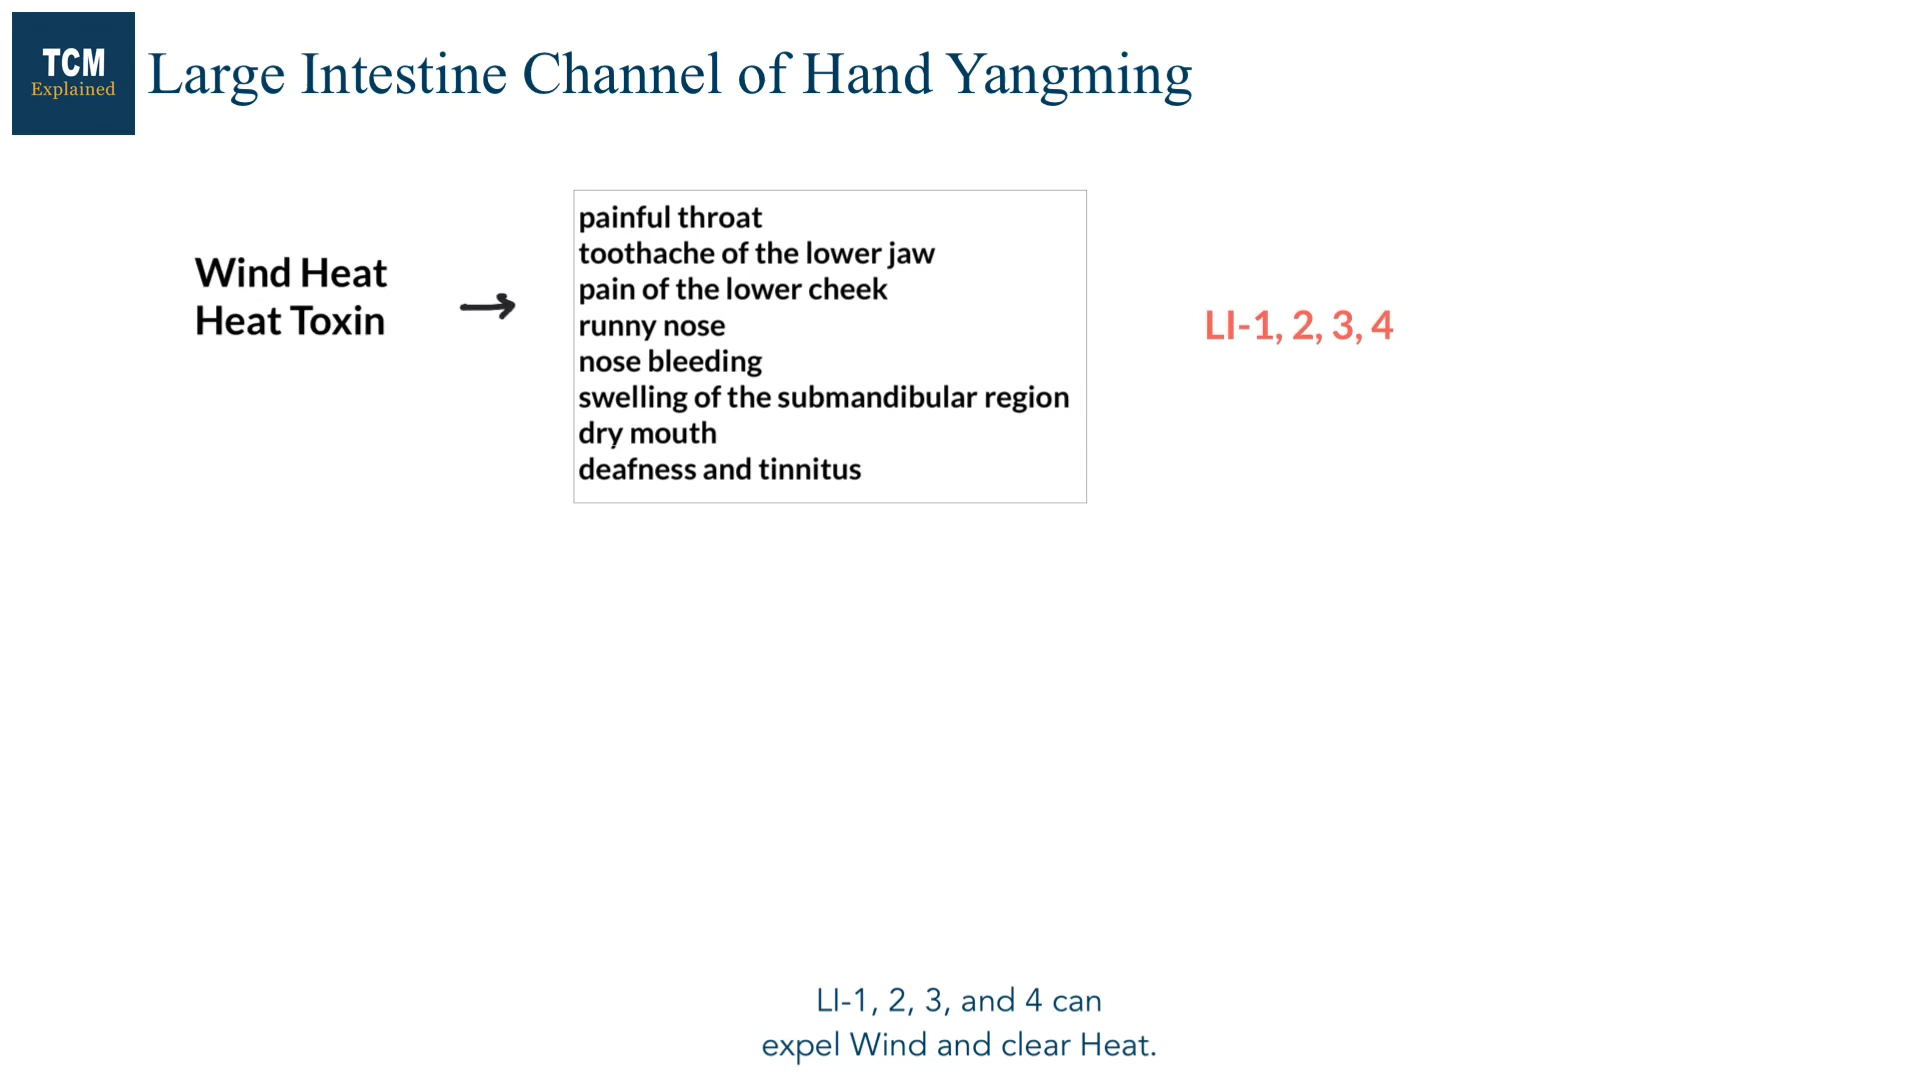 TCM
Explained
Large Intestine Channel of Hand Yangming
Wind Heat
Heat Toxin
painful throat
toothache of the lower jaw
pain of the lower cheek
runny nose
nose bleeding
swelling of the submandibular region
dry mouth
deafness and tinnitus
LI-1, 2, 3, 4
LI-1, 2, 3, and 4 can
expel Wind and clear Heat.